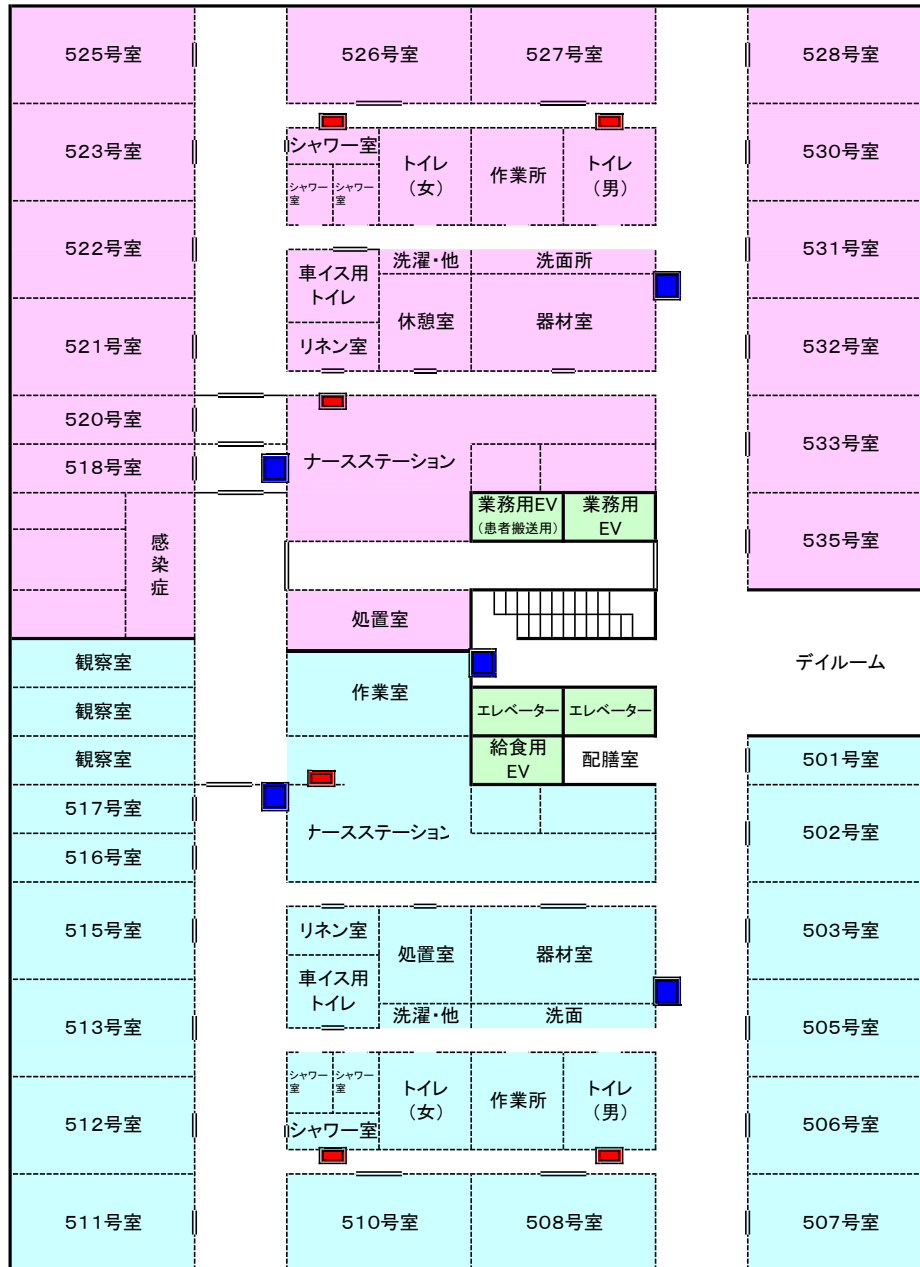 525号室
526号室
527号室
528号室
523号室
シャワー室
シャワー
室
シャワー
室
トイレ
（女）
作業所
トイレ
（男）
530号室
522号室
車イス用
トイレ
洗濯・他
洗面所
531号室
521号室
リネン室
休憩室
器材室
532号室
520号室
518号室
ナースステーション
533号室
業務用EV
（患者搬送用）
業務用
EV
535号室
感
染
症
処置室
観察室
観察室
観察室
作業室
エレベーター
エレベーター
給食用
EV
配膳室
デイルーム
501号室
517号室
516号室
ナースステーション
502号室
515号室
リネン室
処置室
器材室
503号室
車イス用
トイレ
洗濯・他
洗面
513号室
505号室
シャワー
室
シャワー
室
シャワー室
トイレ
（女）
作業所
トイレ
（男）
512号室
506号室
511号室
510号室
508号室
507号室